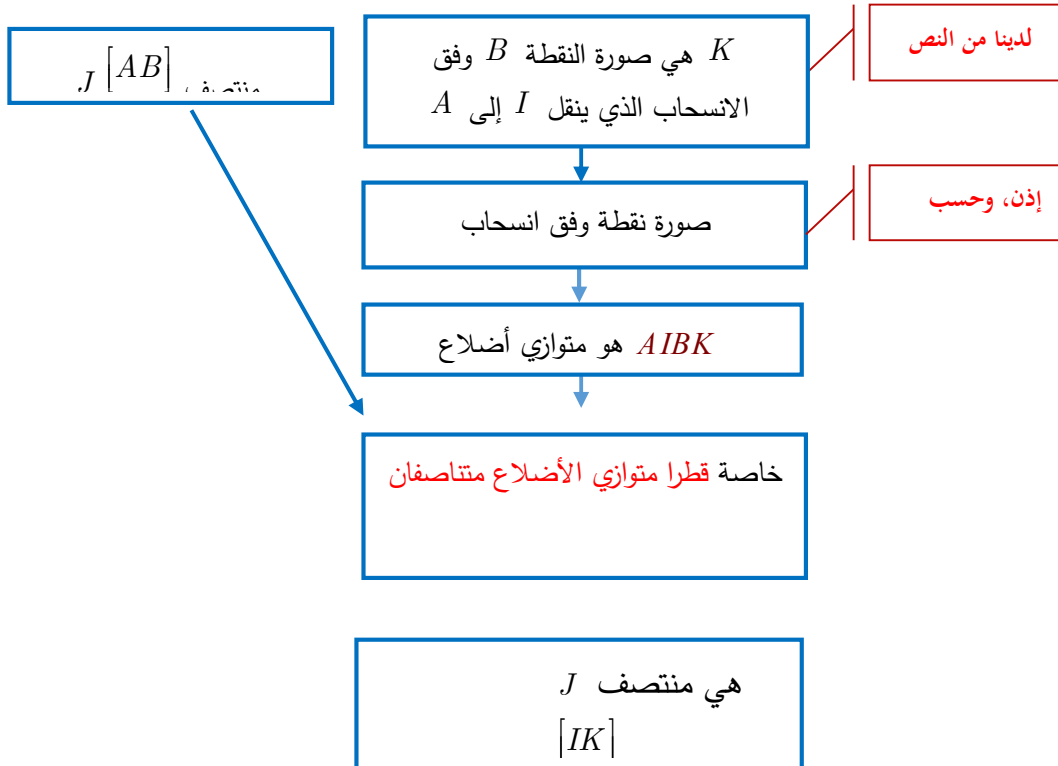 لدينا من النص
K هي صورة النقطة B وفق
الانسحاب الذي ينقل I إلى A
J [AB] منتصف
إذن، وحسب
صورة نقطة وفق انسحاب
AIBK هو متوازي أضلاع
خاصة قطرا متوازي الأضلاع متناصفان
هي منتصف J
[IK]